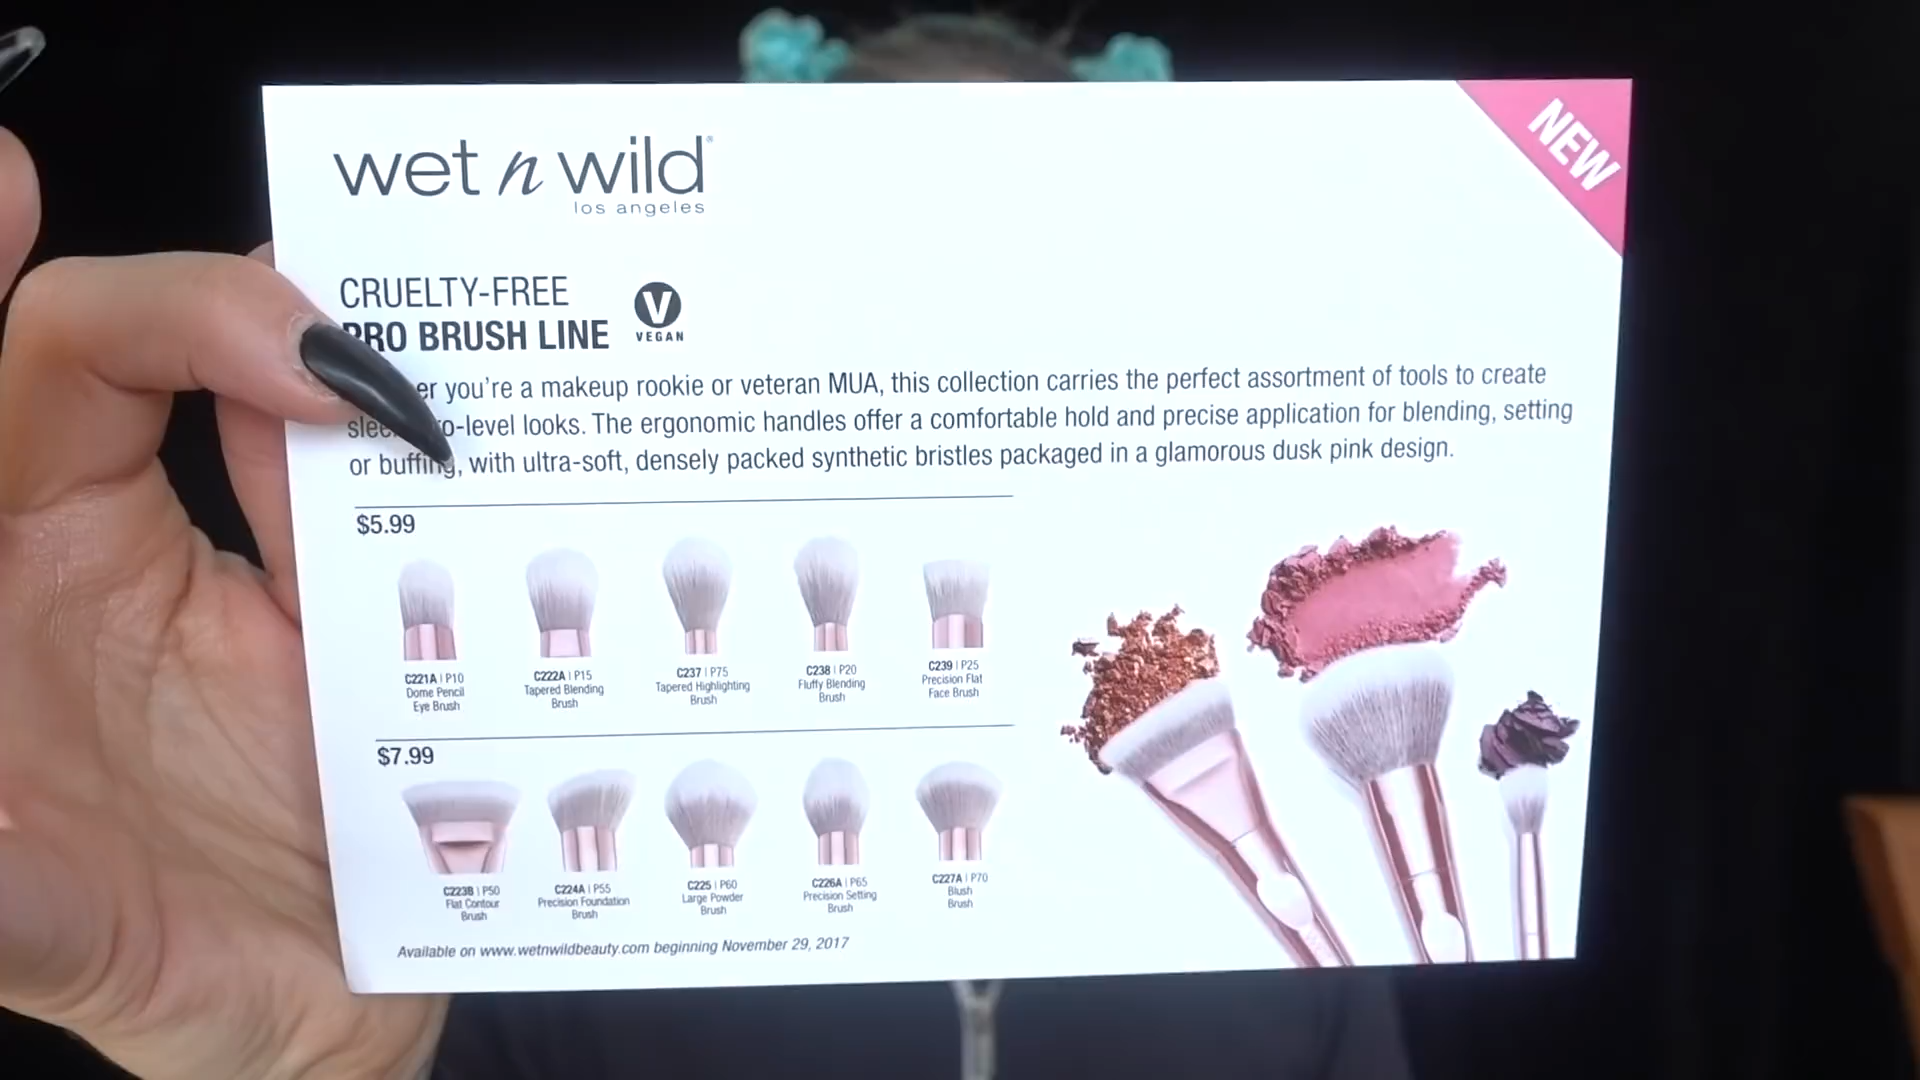 wet n wild®
los angeles
NEW
CRUELTY-FREE
PRO BRUSH LINE
V
VEGAN
er you're a makeup rookie or veteran MUA, this collection carries the perfect assortment of tools to create
o-level looks. The ergonomic handles offer a comfortable hold and precise application for blending, setting
or buffing, with ultra-soft, densely packed synthetic bristles packaged in a glamorous dusk pink design.
$5.99
C221A | P10
Dome Pencil
Eye Brush
C222A | P15
Tapered Blending
Brush
C237 | P75
Tapered Highlighting
Brush
C238 | P20
Fluffy Blending
Brush
C239 | P25
Precision Flat
Face Brush
$7.99
C223B | P50
Flat Contour
Brush
C224A | P55
Precision Foundation
Brush
C225 | P60
Large Powder
Brush
C226A | P65
Precision Setting
Brush
C227A | P70
Blush
Brush
Available on www.wetnwildbeauty.com beginning November 29, 2017